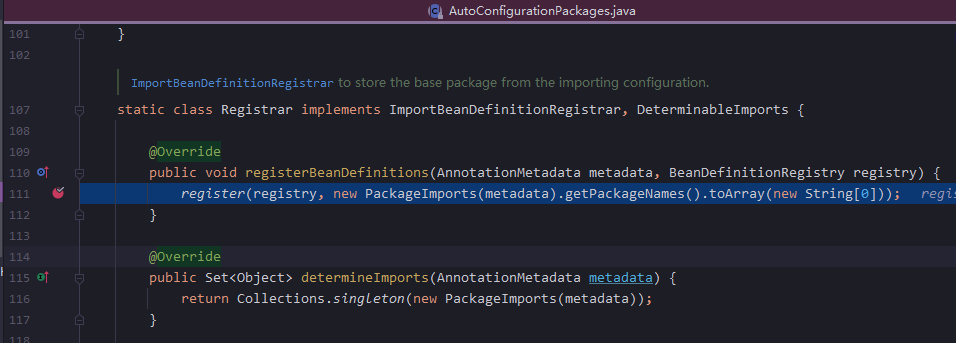 AutoConfigurationPackages.java
101 }
102
ImportBeanDefinitionRegistrar to store the base package from the importing configuration.
107 static class Registrar implements ImportBeanDefinitionRegistrar, DeterminableImports {
108
109 @Override
110 public void registerBeanDefinitions(AnnotationMetadata metadata, BeanDefinitionRegistry registry) {
111 register(registry, new PackageImports(metadata).getPackageNames().toArray(new String[0]));
112 }
113
114 @Override
115 public Set<Object> determineImports(AnnotationMetadata metadata) {
116 return Collections.singleton(new PackageImports(metadata));
117 }
118